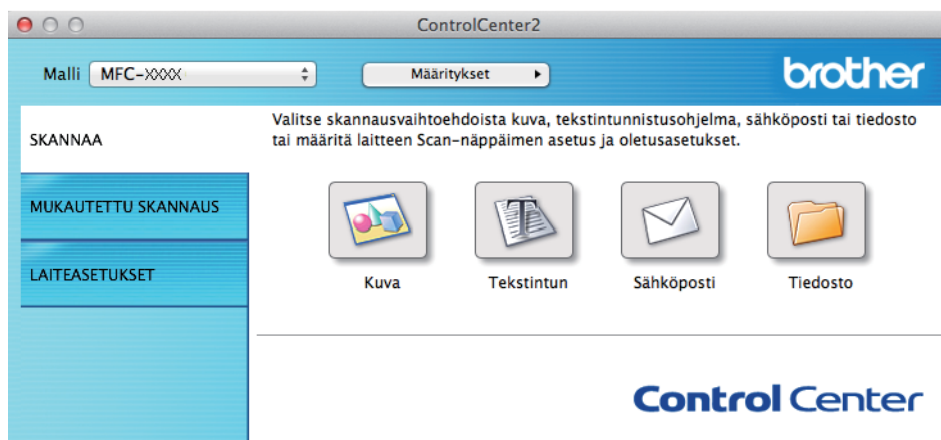 ControlCenter2
Malli MFC-XXXX Määritykset
brother
SKANNAA
MUKAUTETTU SKANNAUS
LAITEASETUKSET
Valitse skannausvaihtoehdoista kuva, tekstintunnistusohjelma, sähköposti tai tiedosto
tai määritä laitteen Scan-näppäimen asetus ja oletusasetukset.
Kuva Tekstintun Sähköposti Tiedosto
Control Center